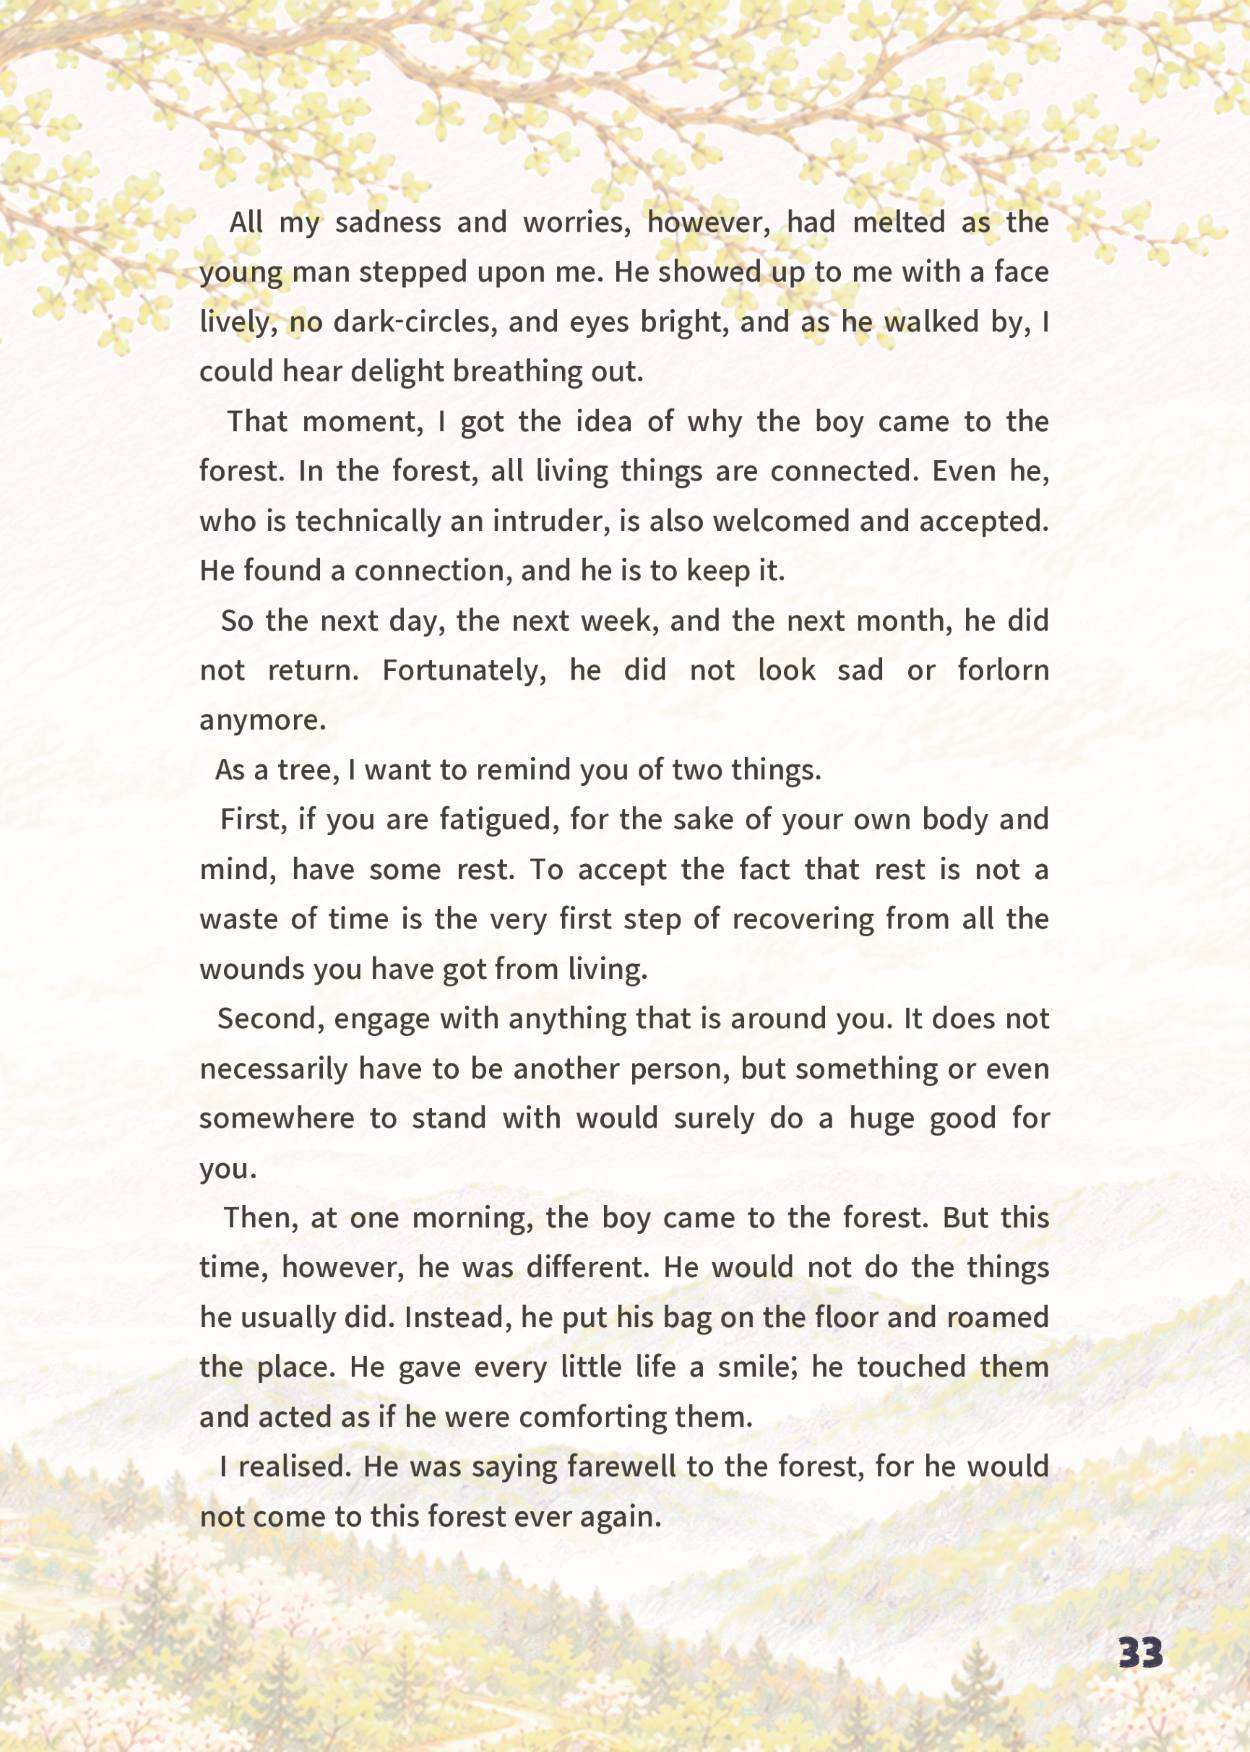 All my sadness and worries, however, had melted as the
young man stepped upon me. He showed up to me with a face
lively, no dark-circles, and eyes bright, and as he walked by, I
could hear delight breathing out.
That moment, I got the idea of why the boy came to the
forest. In the forest, all living things are connected. Even he,
who is technically an intruder, is also welcomed and accepted.
He found a connection, and he is to keep it.
So the next day, the next week, and the next month, he did
not return. Fortunately, he did not look sad or forlorn
anymore.
As a tree, I want to remind you of two things.
First, if you are fatigued, for the sake of your own body and
mind, have some rest. To accept the fact that rest is not a
waste of time is the very first step of recovering from all the
wounds you have got from living.
Second, engage with anything that is around you. It does not
necessarily have to be another person, but something or even
somewhere to stand with would surely do a huge good for
you.
Then, at one morning, the boy came to the forest. But this
time, however, he was different. He would not do the things
he usually did. Instead, he put his bag on the floor and roamed
the place. He gave every little life a smile; he touched them
and acted as if he were comforting them.
I realised. He was saying farewell to the forest, for he would
not come to this forest ever again.
33